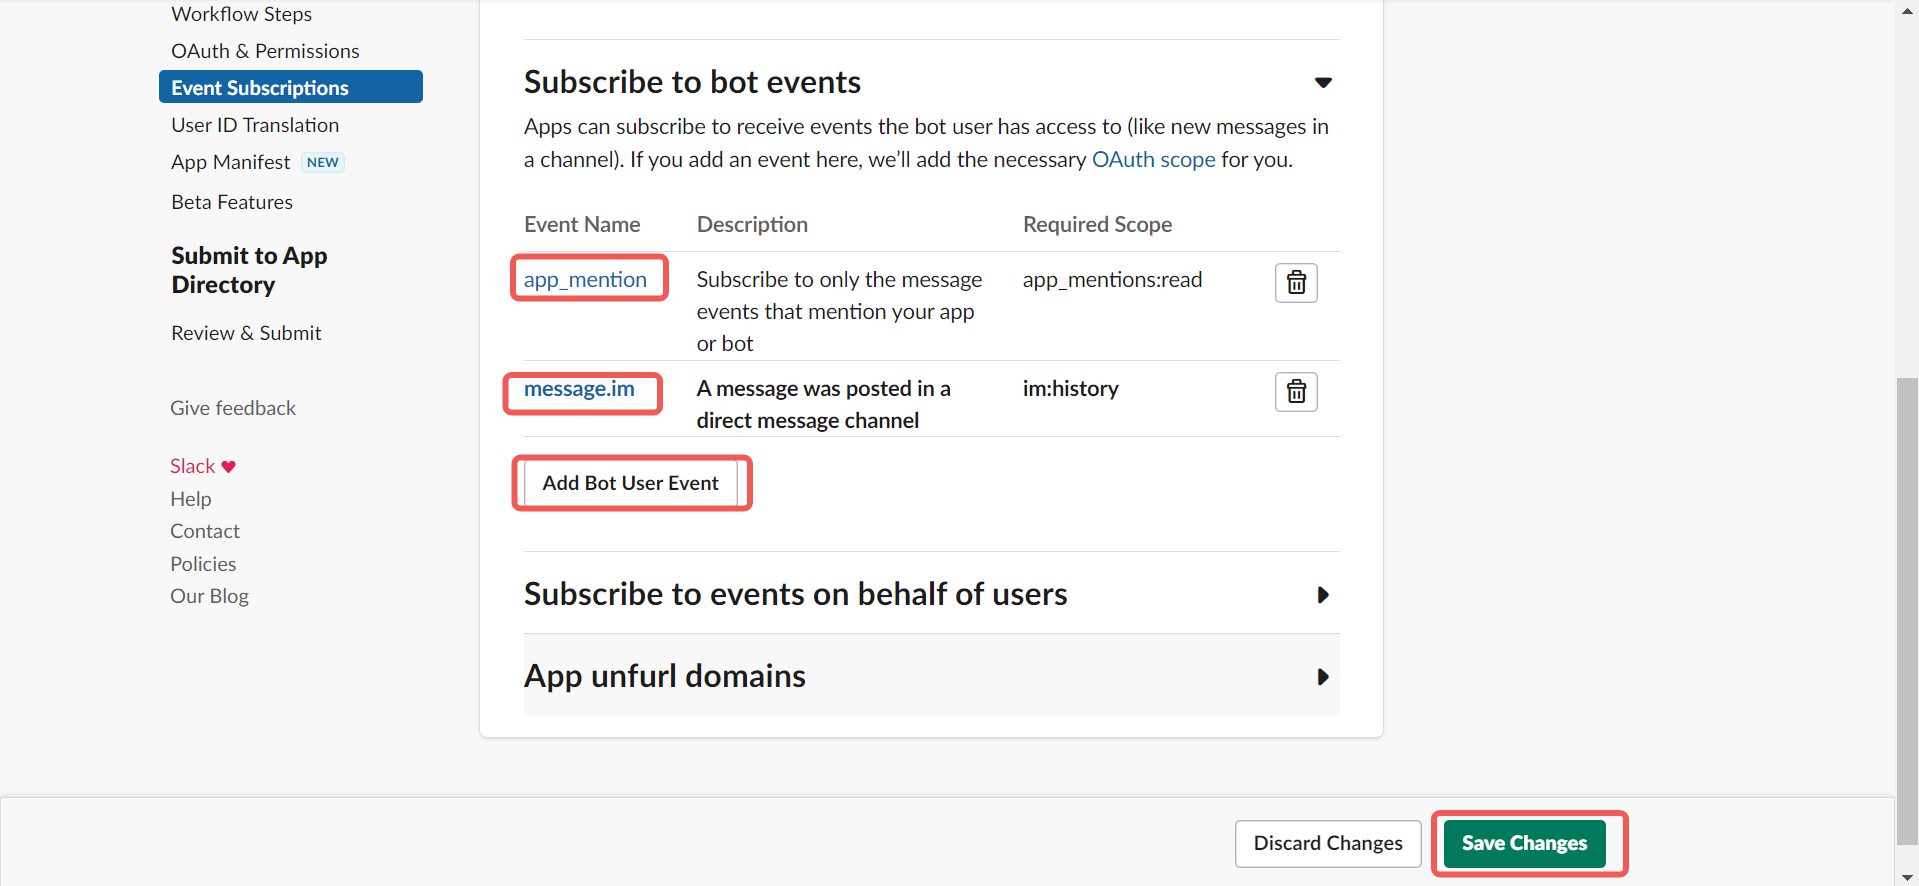 Workflow Steps
OAuth & Permissions
Event Subscriptions
User ID Translation
App Manifest NEW
Beta Features
Submit to App
Directory
Review & Submit
Give feedback
Slack ♥
Help
Contact
Policies
Our Blog
Subscribe to bot events
Apps can subscribe to receive events the bot user has access to (like new messages in
a channel). If you add an event here, we’ll add the necessary OAuth scope for you.
Event Name Description Required Scope
app_mention Subscribe to only the message app_mentions:read
events that mention your app
or bot
message.im A message was posted in a im:history
direct message channel
Add Bot User Event
Subscribe to events on behalf of users
App unfurl domains
Discard Changes Save Changes